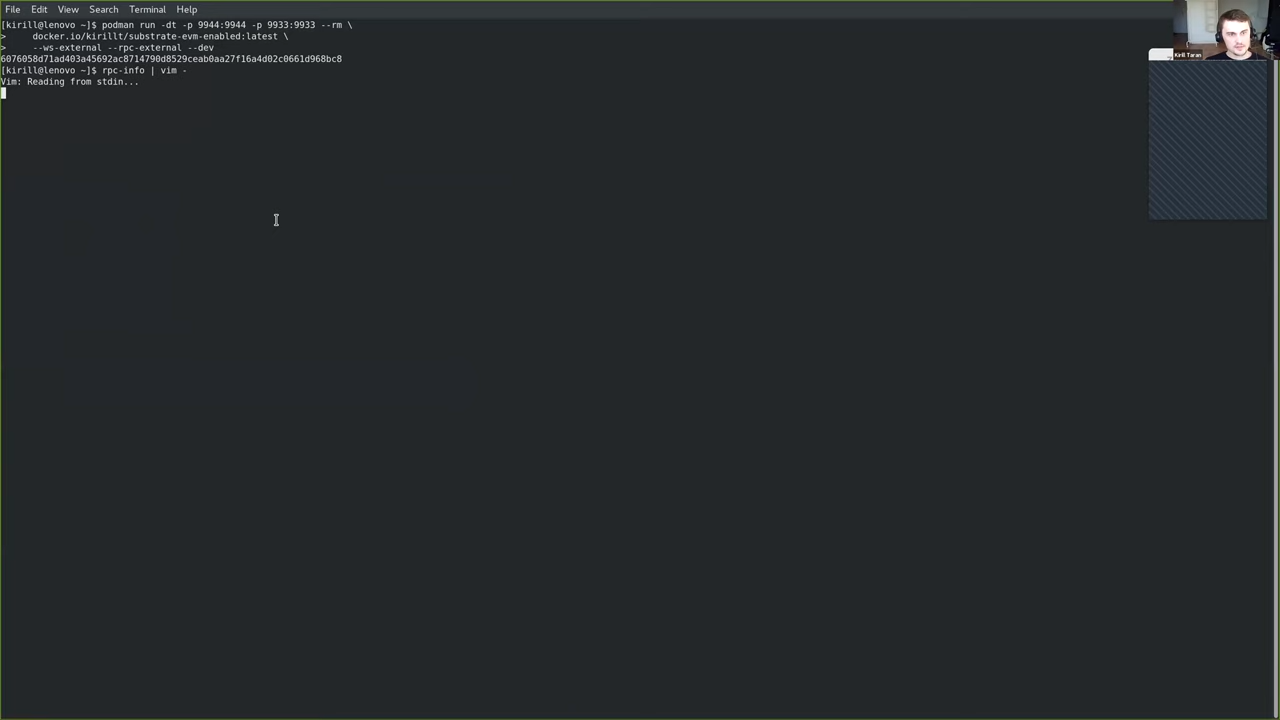 File Edit View Search Terminal Help
[kirill@lenovo ~]$ podman run -dt -p 9944:9944 -p 9933:9933 --rm \
>     docker.io/kirillt/substrate-evm-enabled:latest \
>     --ws-external --rpc-external --dev
6076058d71ad403a45692ac8714790d8529ceab0aa27f16a4d02c0661d968bc8
[kirill@lenovo ~]$ rpc-info | vim -
Vim: Reading from stdin...
Kirill Taran